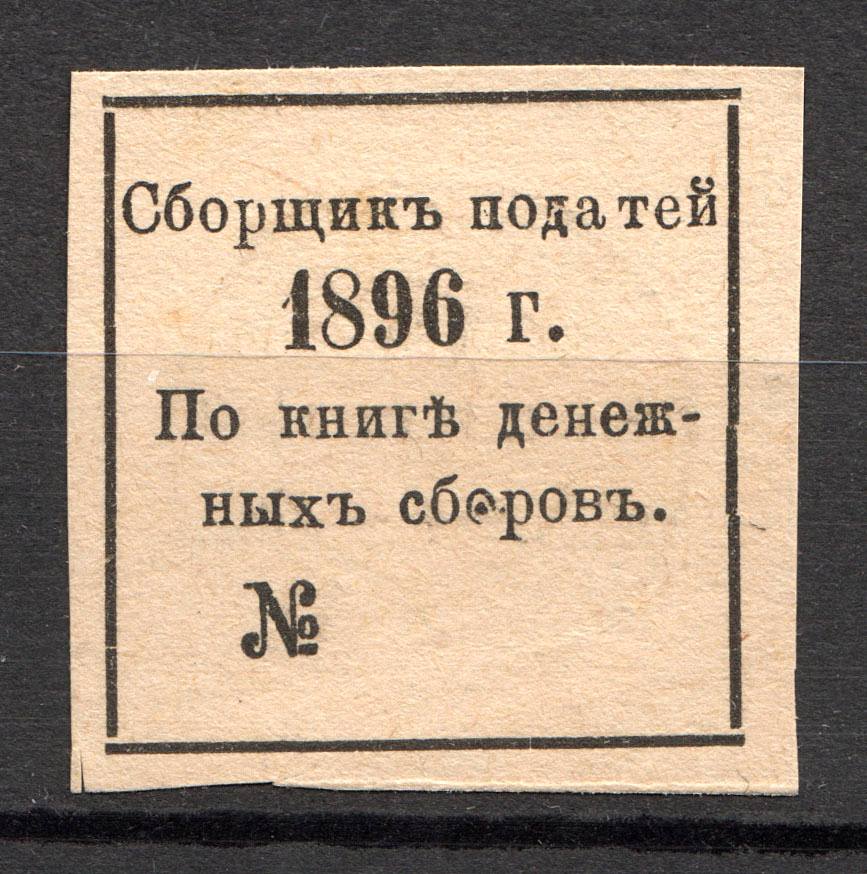 Сборщикъ податей
1896 г.
По книгѣ денеж-
ныхъ сборовъ.
№